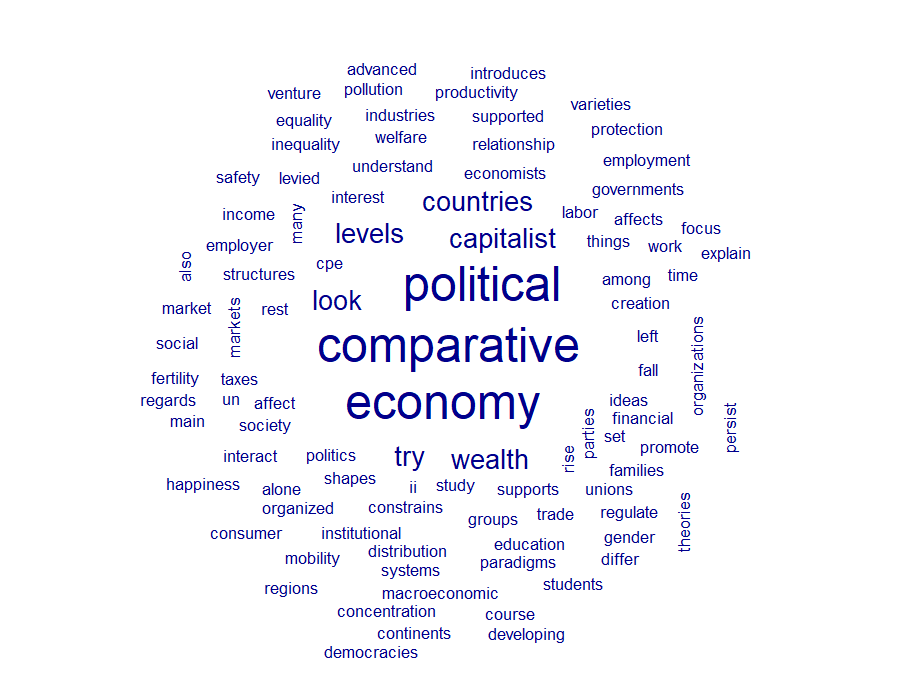 advanced
introduces
venture
pollution
productivity
varieties
equality
industries
supported
protection
inequality
welfare
relationship
employment
understand
economists
safety
levied
governments
interest
countries
income
many
labor
affects
focus
levels
capitalist
things
work
explain
employer
also
structures
cpe
political
among
time
market
markets
rest
look
creation
social
comparative
left
organizations
fertility
taxes
fall
regards
un
affect
economy
ideas
main
society
financial
parties
set
persist
interact
politics
try
wealth
rise
promote
families
happiness
alone
shapes
ii
study
supports
unions
organized
constrains
groups
trade
regulate
theories
consumer
institutional
education
gender
mobility
distribution
paradigms
differ
systems
regions
macroeconomic
students
concentration
course
continents
developing
democracies